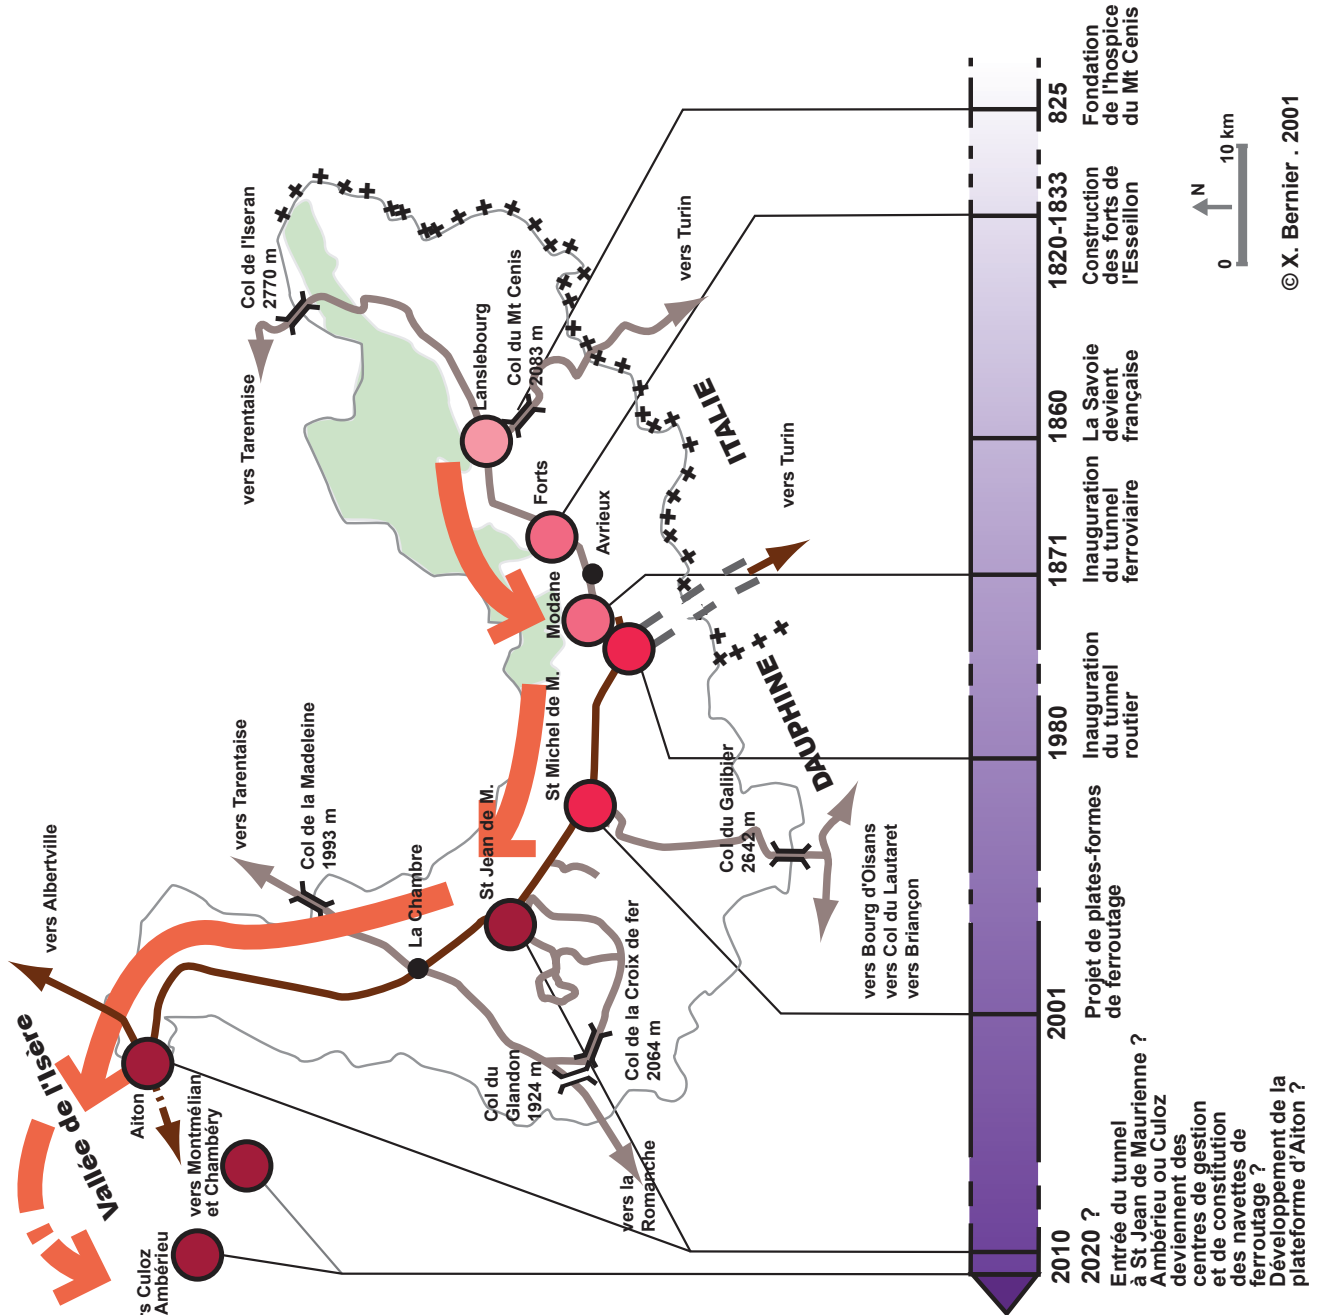 vers Albertville
Vallée de l'Isère
Aiton
vers Montmélian
et Chambéry
rs Culoz
Ambérieu
vers Tarentaise
Col de la Madeleine
1993 m
La Chambre
St Jean de M.
St Michel de M.
Col du
Glandon
1924 m
Col de la Croix de fer
2064 m
vers la
Romanche
vers Tarentaise
Col de l'Iseran
2770 m
Lanslebourg
Col du Mt Cenis
2083 m
Forts
Avrieux
Modane
vers Turin
ITALIE
vers Turin
DAUPHINE
Col du Galibier
2642 m
vers Bourg d'Oisans
vers Col du Lautaret
vers Briançon
2010
2020 ?
Entrée du tunnel
à St Jean de Maurienne ?
Ambérieu ou Culoz
deviennent des
centres de gestion
et de constitution
des navettes de
ferroutage ?
Développement de la
plateforme d'Aiton ?
2001
Projet de plates-formes
de ferroutage
1980
Inauguration
du tunnel
routier
1871
Inauguration
du tunnel
ferroviaire
1860
La Savoie
devient
française
1820-1833
Construction
des forts de
l'Esseillon
825
Fondation
de l'hospice
du Mt Cenis
N
0 10 km
© X. Bernier . 2001